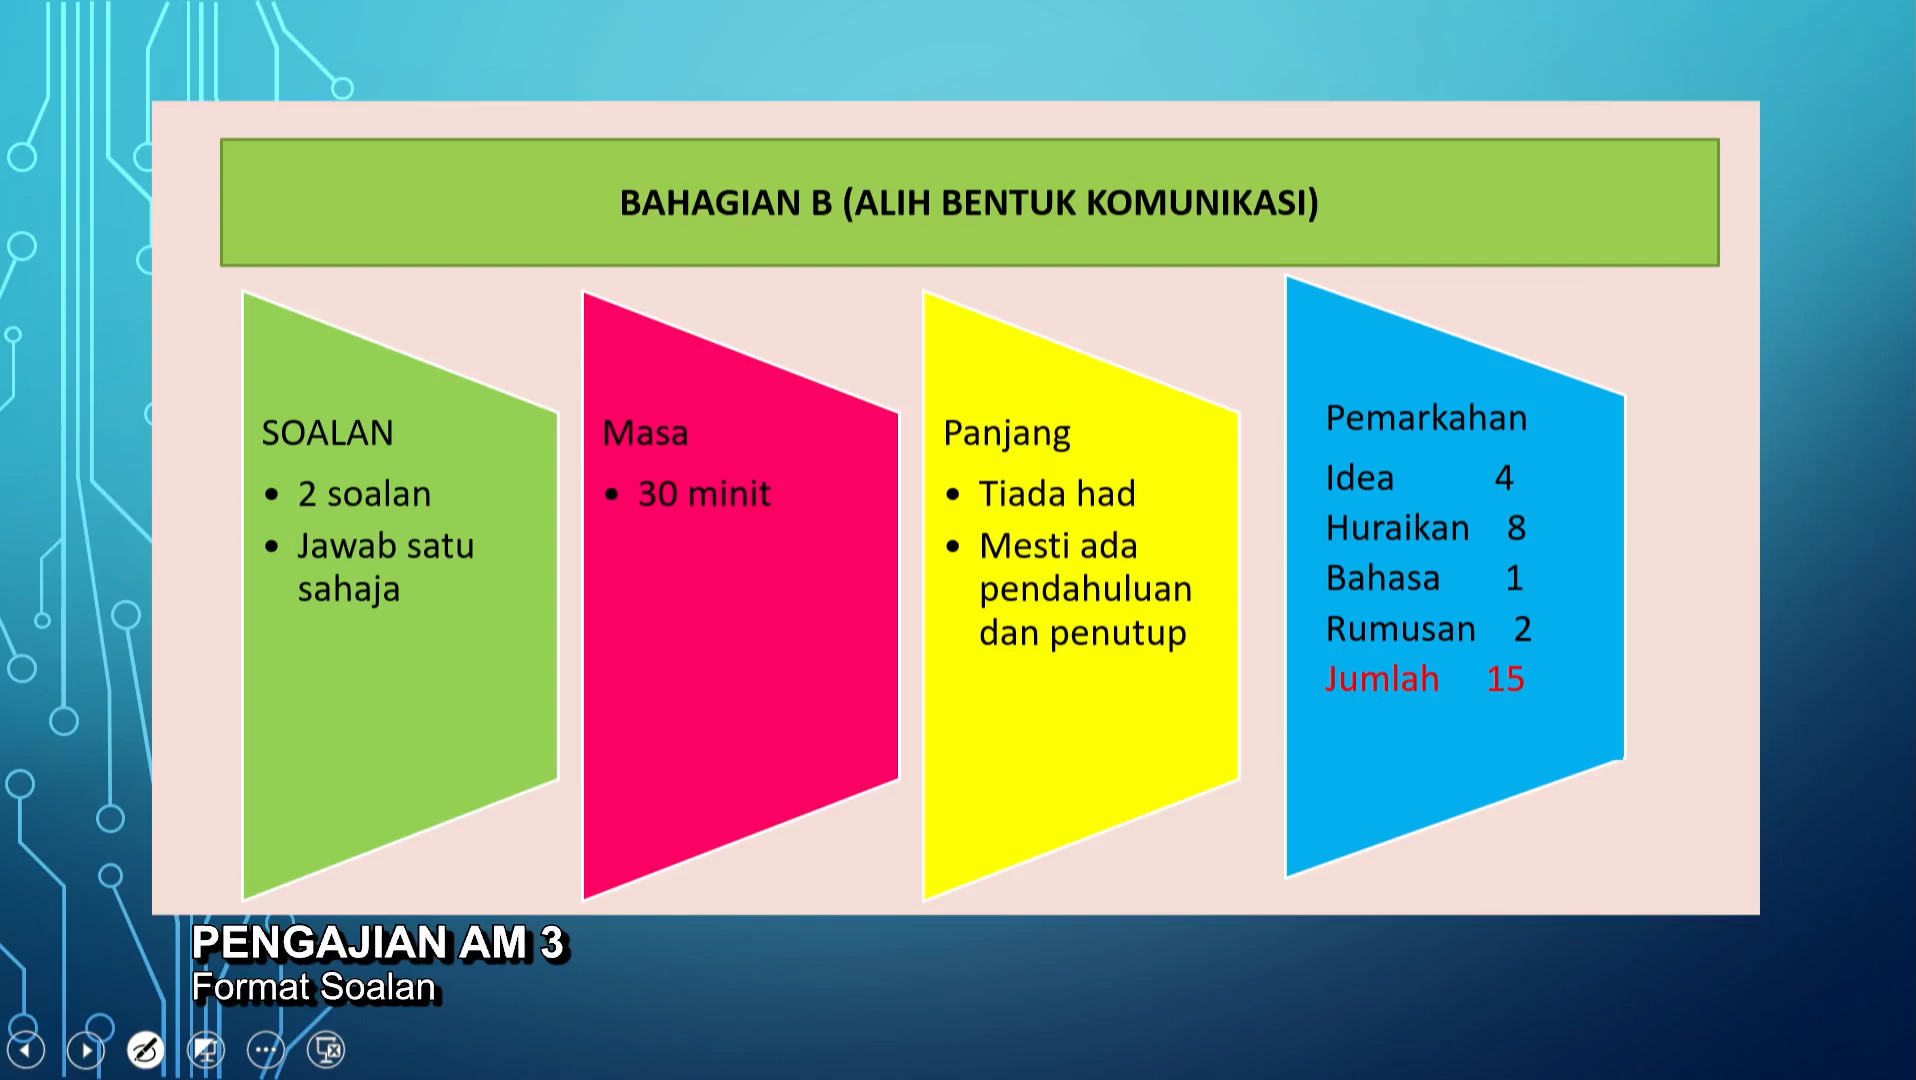 BAHAGIAN B (ALIH BENTUK KOMUNIKASI)
SOALAN
• 2 soalan
• Jawab satu
sahaja
Masa
• 30 minit
Panjang
• Tiada had
• Mesti ada
pendahuluan
dan penutup
Pemarkahan
Idea 4
Huraikan 8
Bahasa 1
Rumusan 2
Jumlah 15
PENGAJIAN AM 3
Format Soalan